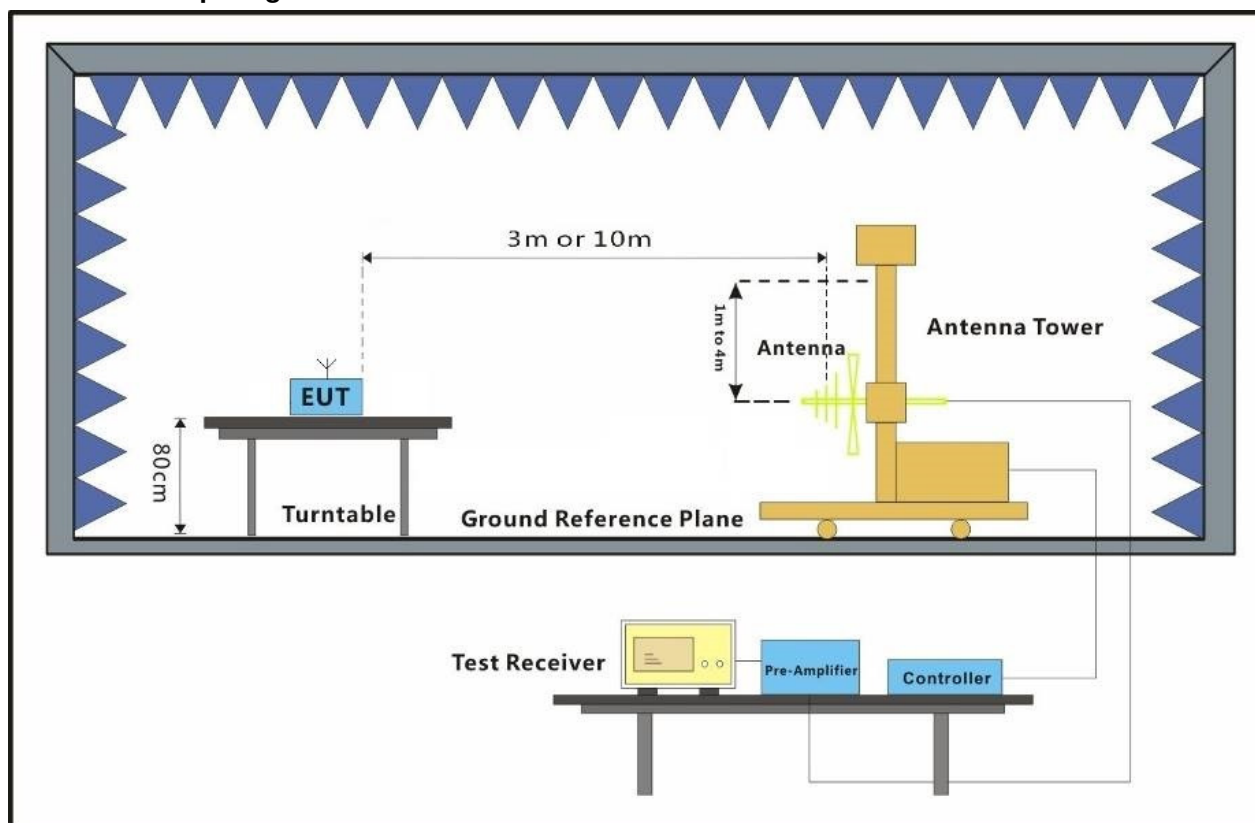 3m or 10m
1m to 4m
Antenna Tower
Antenna
EUT
80cm
Turntable
Ground Reference Plane
Test Receiver
Pre-Amplifier
Controller